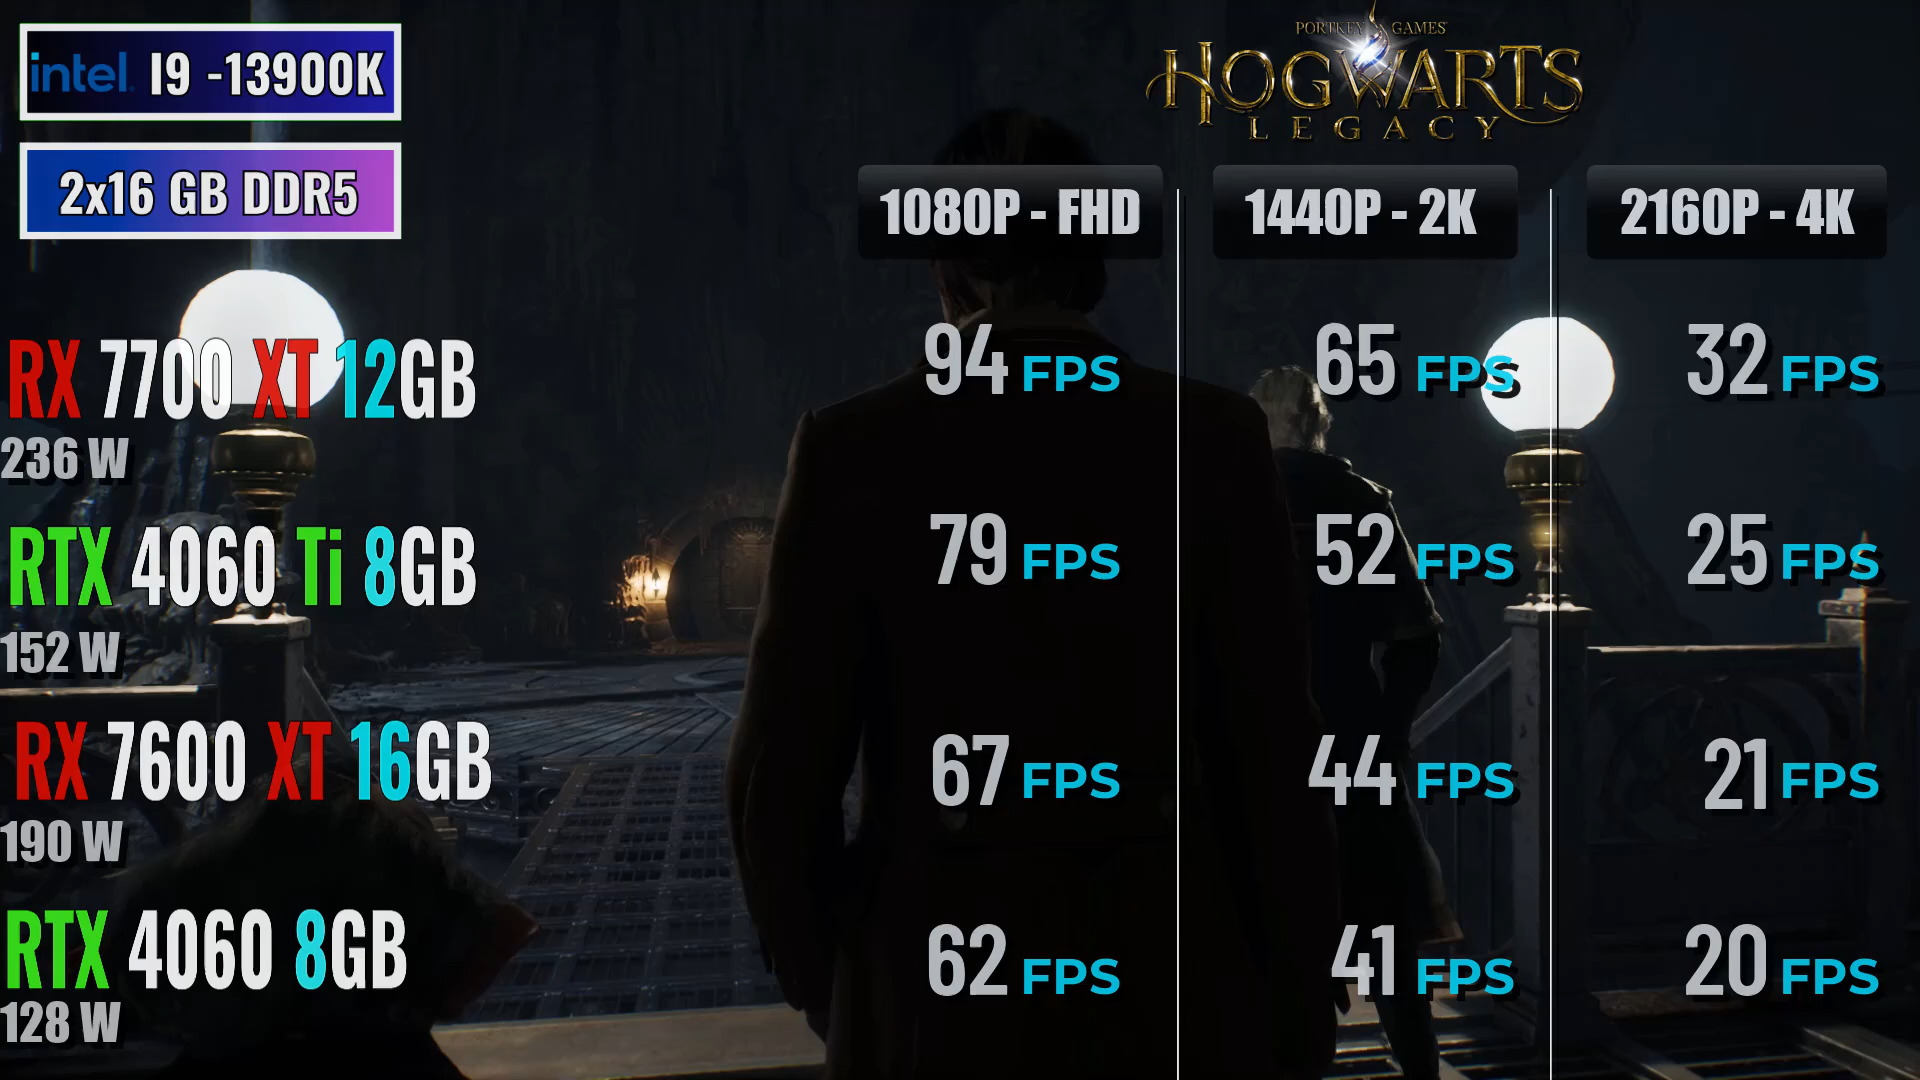 intel. I9 -13900K
2x16 GB DDR5
PORTKEY GAMES
HOGWARTS
LEGACY
1080P - FHD 1440P - 2K 2160P - 4K
RX 7700 XT 12GB 94 FPS 65 FPS 32 FPS
236 W
RTX 4060 Ti 8GB 79 FPS 52 FPS 25 FPS
152 W
RX 7600 XT 16GB 67 FPS 44 FPS 21 FPS
190 W
RTX 4060 8GB 62 FPS 41 FPS 20 FPS
128 W